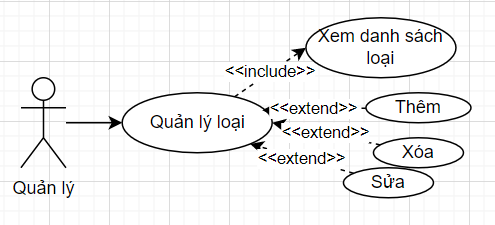 Xem danh sách
loại
<<include>>
<<extend>>
Thêm
Quản lý loại
<<extend>>
Xóa
<<extend>>
Sửa
Quản lý